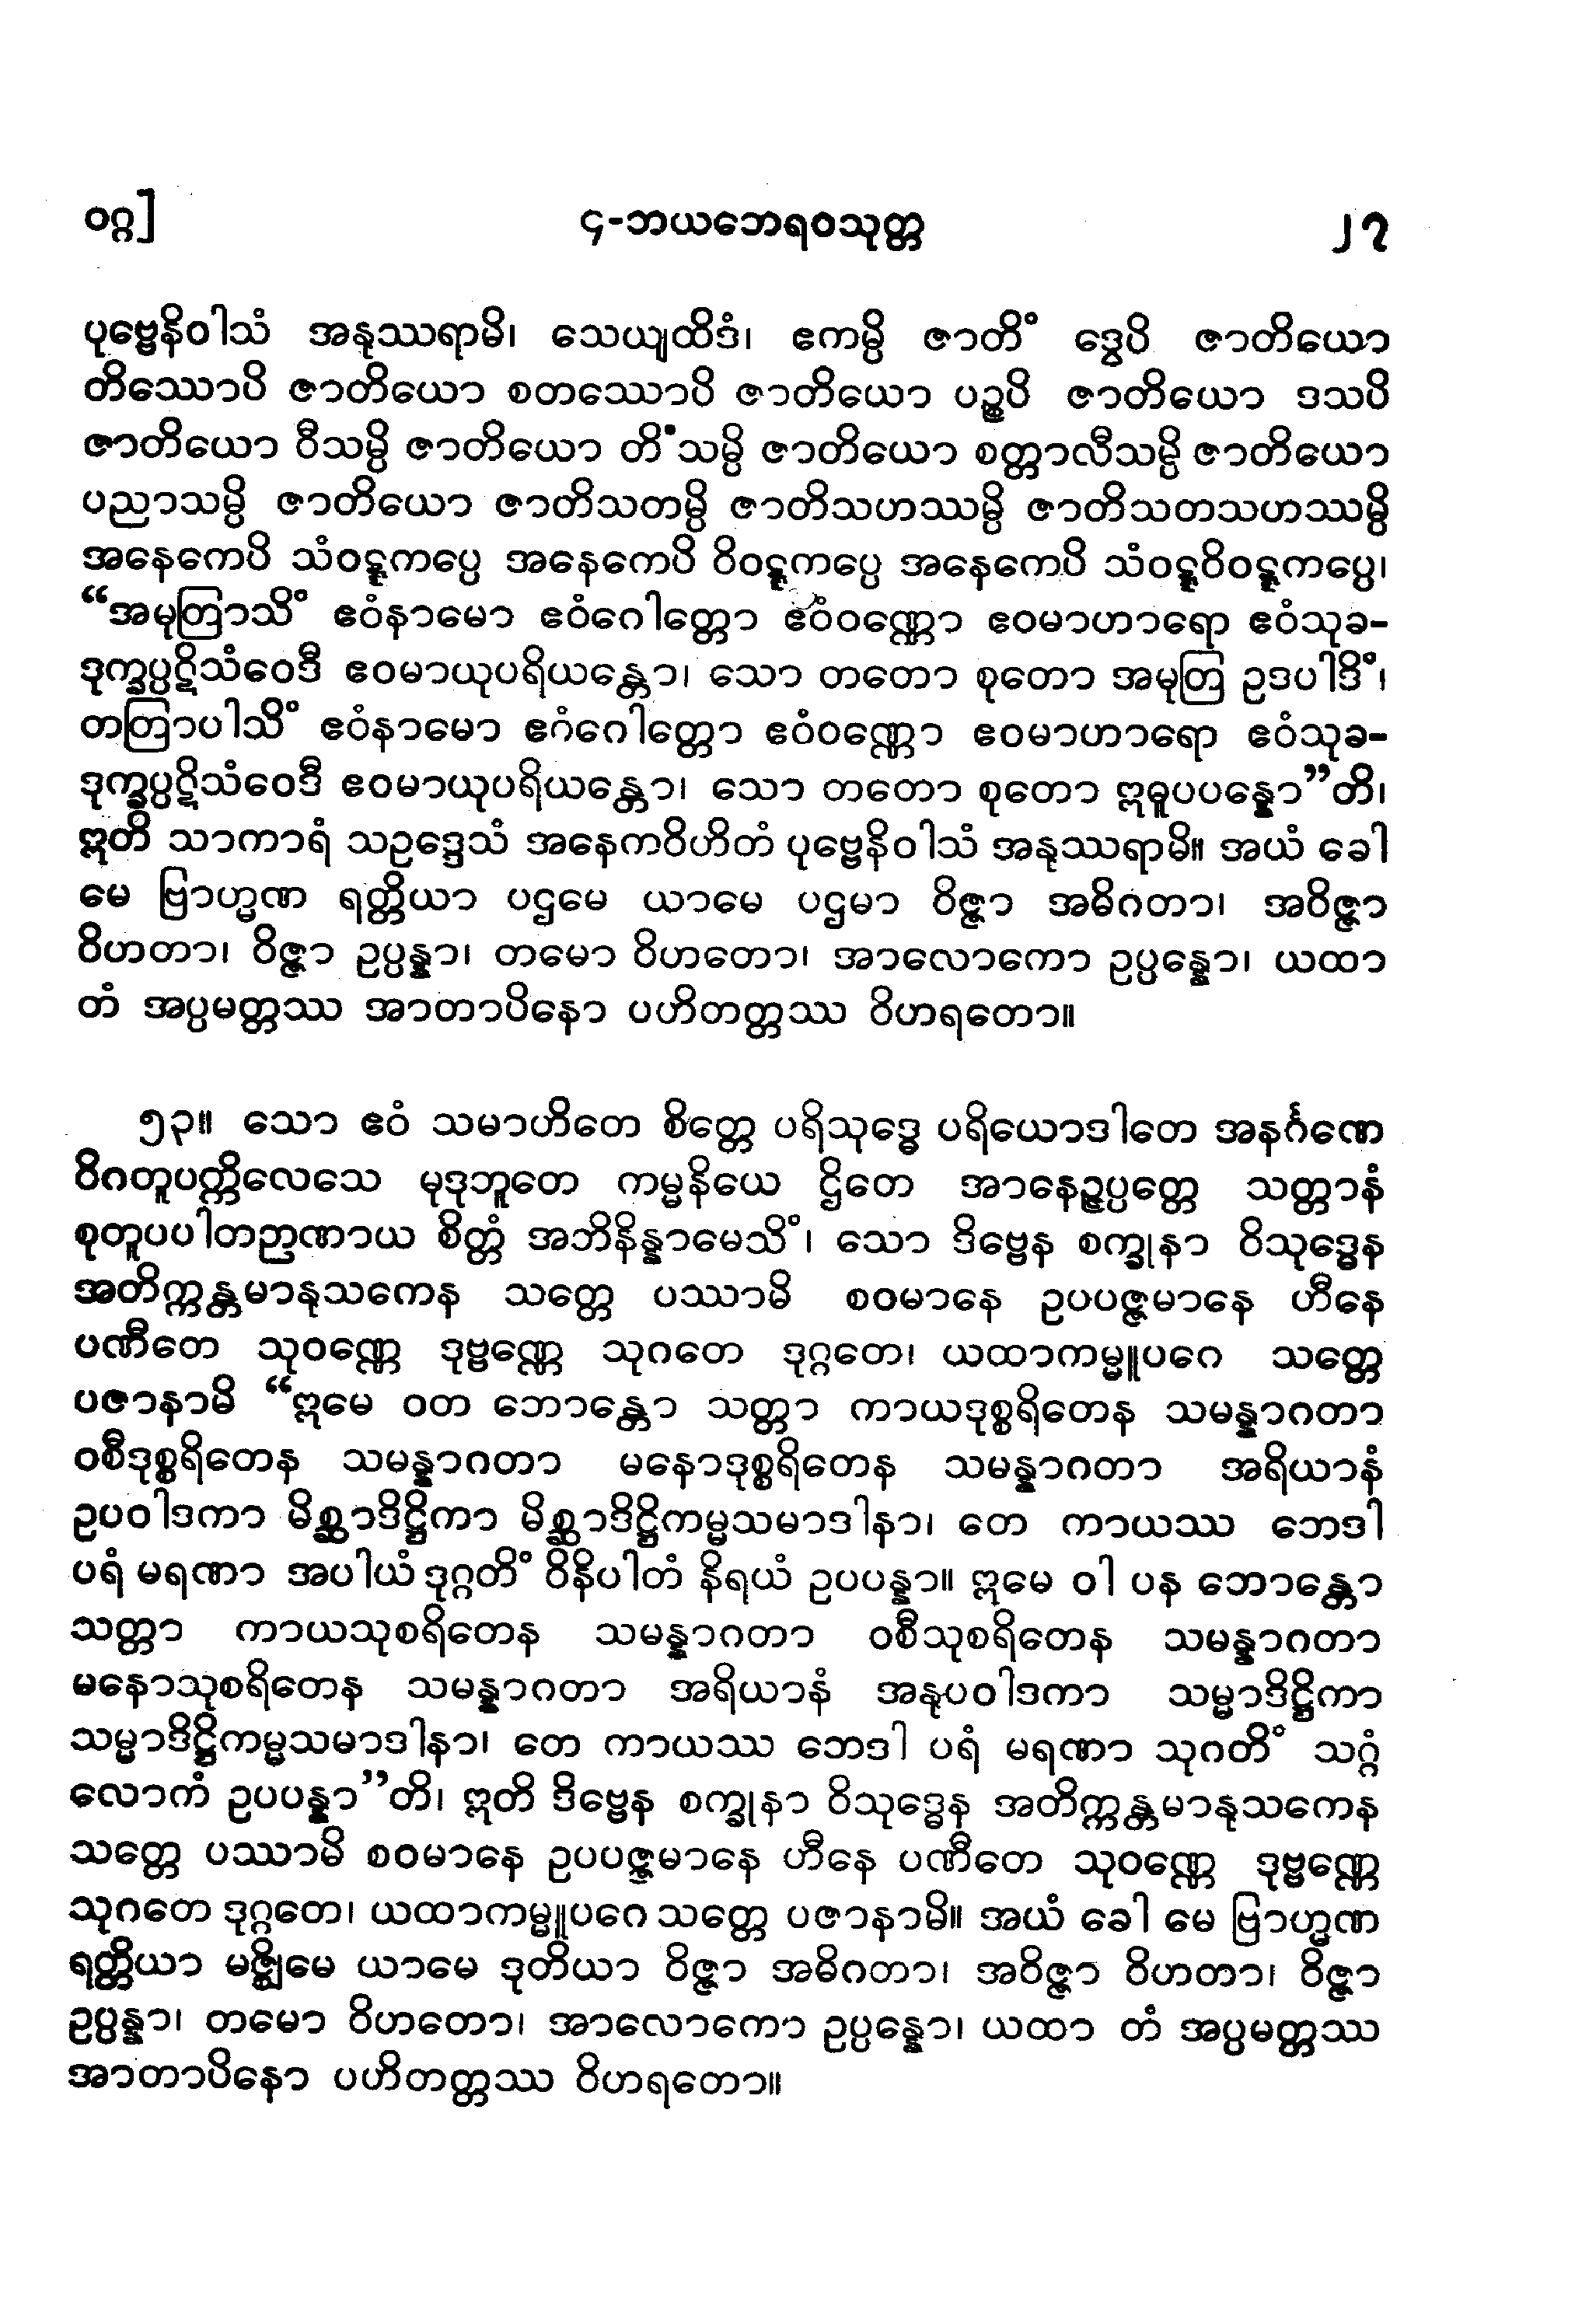 ဝဂ္ဂ] ၄-ဘယဘေရဝသုတ္တ ၂၇
ပုဗ္ဗေနိဝါသံ အနုဿရာမိ၊ သေယျထိဒံ၊ ဧကမ္ပိ ဇာတိံ ဒွေပိ ဇာတိယော
တိဿောပိ ဇာတိယော စတဿောပိ ဇာတိယော ပဉ္စပိ ဇာတိယော ဒသပိ
ဇာတိယော ဝီသမ္ပိ ဇာတိယော တိံသမ္ပိ ဇာတိယော စတ္တာလီသမ္ပိ ဇာတိယော
ပညာသမ္ပိ ဇာတိယော ဇာတိသတမ္ပိ ဇာတိသဟဿမ္ပိ ဇာတိသတသဟဿမ္ပိ
အနေကေပိ သံဝဋ္ဋကပ္ပေ အနေကေပိ ဝိဝဋ္ဋကပ္ပေ အနေကေပိ သံဝဋ္ဋဝိဝဋ္ဋကပ္ပေ၊
“အမုတြာသိံ ဧဝံနာမော ဧဝံဂေါတ္တော ဧဝံဝဏ္ဏော ဧဝမာဟာရော ဧဝံသုခ-
ဒုက္ခပ္ပဋိသံဝေဒီ ဧဝမာယုပရိယန္တော၊ သော တတော စုတော အမုတြ ဥဒပါဒိံ၊
တတြာပါသိံ ဧဝံနာမော ဧဂံဂေါတ္တော ဧဝံဝဏ္ဏော ဧဝမာဟာရော ဧဝံသုခ-
ဒုက္ခပ္ပဋိသံဝေဒီ ဧဝမာယုပရိယန္တော၊ သော တတော စုတော ဣဓူပပန္နော”တိ၊
ဣတိ သာကာရံ သဥဒ္ဒေသံ အနေကဝိဟိတံ ပုဗ္ဗေနိဝါသံ အနုဿရာမိ။ အယံ ခေါ
မေ ဗြာဟ္မဏ ရတ္တိယာ ပဌမေ ယာမေ ပဌမာ ဝိဇ္ဇာ အဓိဂတာ၊ အဝိဇ္ဇာ
ဝိဟတာ၊ ဝိဇ္ဇာ ဥပ္ပန္နာ၊ တမော ဝိဟတော၊ အာလောကော ဥပ္ပန္နော၊ ယထာ
တံ အပ္ပမတ္တဿ အာတာပိနော ပဟိတတ္တဿ ဝိဟရတော။
၅၃။ သော ဧဝံ သမာဟိတေ စိတ္တေ ပရိသုဒ္ဓေ ပရိယောဒါတေ အနင်္ဂဏေ
ဝိဂတူပက္ကိလေသေ မုဒုဘူတေ ကမ္မနိယေ ဌိတေ အာနေဉ္ဇပ္ပတ္တေ သတ္တာနံ
စုတူပပါတဉာဏာယ စိတ္တံ အဘိနိန္နာမေသိံ၊ သော ဒိဗ္ဗေန စက္ခုနာ ဝိသုဒ္ဓေန
အတိက္ကန္တမာနုသကေန သတ္တေ ပဿာမိ စဝမာနေ ဥပပဇ္ဇမာနေ ဟီနေ
ပဏီတေ သုဝဏ္ဏေ ဒုဗ္ဗဏ္ဏေ သုဂတေ ဒုဂ္ဂတေ၊ ယထာကမ္မူပဂေ သတ္တေ
ပဇာနာမိ “ဣမေ ဝတ ဘောန္တော သတ္တာ ကာယဒုစ္စရိတေန သမန္နာဂတာ
ဝစီဒုစ္စရိတေန သမန္နာဂတာ မနောဒုစ္စရိတေန သမန္နာဂတာ အရိယာနံ
ဥပဝါဒကာ မိစ္ဆာဒိဋ္ဌိကာ မိစ္ဆာဒိဋ္ဌိကမ္မသမာဒါနာ၊ တေ ကာယဿ ဘေဒါ
ပရံ မရဏာ အပါယံ ဒုဂ္ဂတိံ ဝိနိပါတံ နိရယံ ဥပပန္နာ။ ဣမေ ဝါ ပန ဘောန္တော
သတ္တာ ကာယသုစရိတေန သမန္နာဂတာ ဝစီသုစရိတေန သမန္နာဂတာ
မနောသုစရိတေန သမန္နာဂတာ အရိယာနံ အနုပဝါဒကာ သမ္မာဒိဋ္ဌိကာ
သမ္မာဒိဋ္ဌိကမ္မသမာဒါနာ၊ တေ ကာယဿ ဘေဒါ ပရံ မရဏာ သုဂတိံ သဂ္ဂံ
လောကံ ဥပပန္နာ”တိ၊ ဣတိ ဒိဗ္ဗေန စက္ခုနာ ဝိသုဒ္ဓေန အတိက္ကန္တမာနုသကေန
သတ္တေ ပဿာမိ စဝမာနေ ဥပပဇ္ဇမာနေ ဟီနေ ပဏီတေ သုဝဏ္ဏေ ဒုဗ္ဗဏ္ဏေ
သုဂတေ ဒုဂ္ဂတေ၊ ယထာကမ္မူပဂေ သတ္တေ ပဇာနာမိ။ အယံ ခေါ မေ ဗြာဟ္မဏ
ရတ္တိယာ မဇ္ဈိမေ ယာမေ ဒုတိယာ ဝိဇ္ဇာ အဓိဂတာ၊ အဝိဇ္ဇာ ဝိဟတာ၊ ဝိဇ္ဇာ
ဥပ္ပန္နာ၊ တမော ဝိဟတော၊ အာလောကော ဥပ္ပန္နော၊ ယထာ တံ အပ္ပမတ္တဿ
အာတာပိနော ပဟိတတ္တဿ ဝိဟရတော။